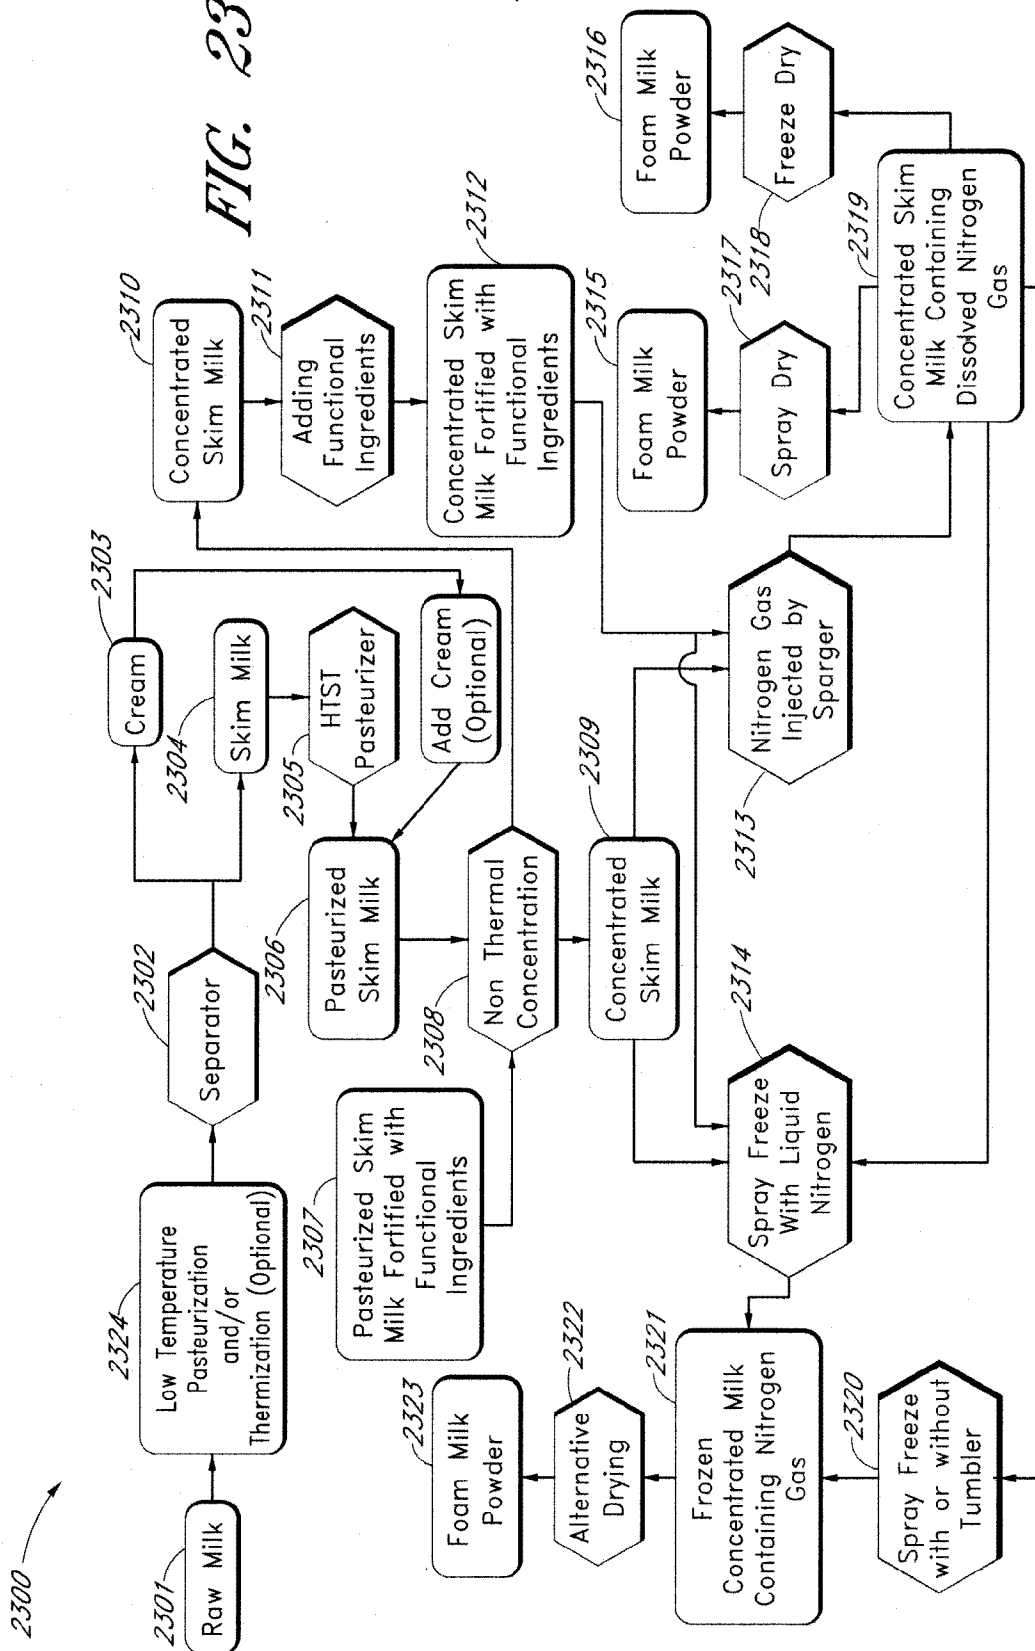 FIG. 23
2300
2301
Raw Milk
2324
Low Temperature
Pasteurization
and/or
Thermization (Optional)
2302
Separator
2303
Cream
2304
Skim Milk
2305
HTST
Pasteurizer
Add Cream
(Optional)
2306
Pasteurized
Skim Milk
2307
Pasteurized Skim
Milk Fortified with
Functional
Ingredients
2308
Non Thermal
Concentration
2309
Concentrated
Skim Milk
2310
Concentrated
Skim Milk
2311
Adding
Functional
Ingredients
2312
Concentrated Skim
Milk Fortified with
Functional
Ingredients
2313
Nitrogen Gas
Injected by
Sparger
2314
Spray Freeze
With Liquid
Nitrogen
2315
Foam Milk
Powder
2316
Foam Milk
Powder
2317
Spray Dry
2318
Freeze Dry
2319
Concentrated Skim
Milk Containing
Dissolved Nitrogen
Gas
2320
Spray Freeze
with or without
Tumbler
2321
Frozen
Concentrated Milk
Containing Nitrogen
Gas
2322
Alternative
Drying
2323
Foam Milk
Powder